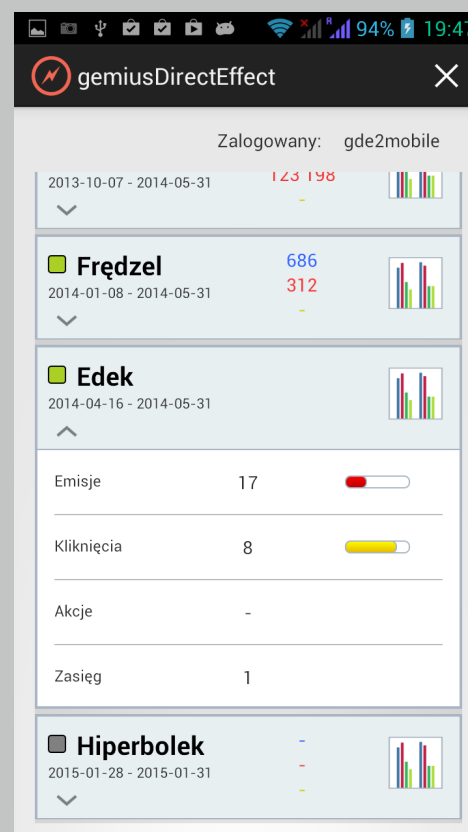 94% 19:47
gemiusDirectEffect
Zalogowany: gde2mobile
123 198
2013-10-07 - 2014-05-31
-
Frędzel
686
2014-01-08 - 2014-05-31
312
-
Edek
2014-04-16 - 2014-05-31
Emisje 17
Kliknięcia 8
Akcje -
Zasięg 1
Hiperbolek
-
2015-01-28 - 2015-01-31
-
-